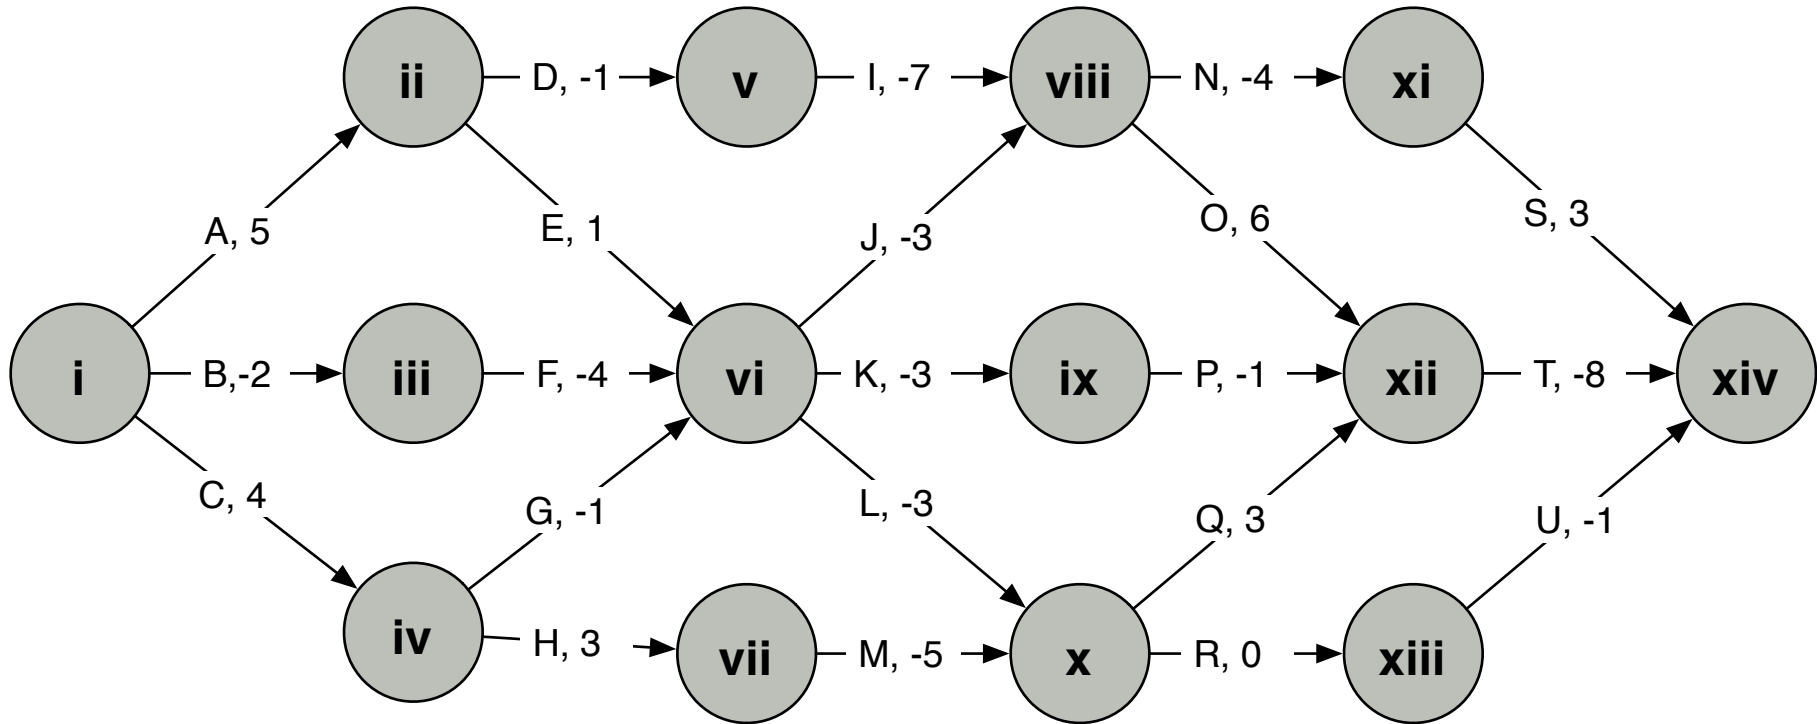 ii
D, -1
v
I, -7
viii
N, -4
xi
A, 5
E, 1
J, -3
O, 6
S, 3
i
B,-2
iii
F, -4
vi
K, -3
ix
P, -1
xii
T, -8
xiv
C, 4
G, -1
L, -3
Q, 3
U, -1
iv
H, 3
vii
M, -5
x
R, 0
xiii